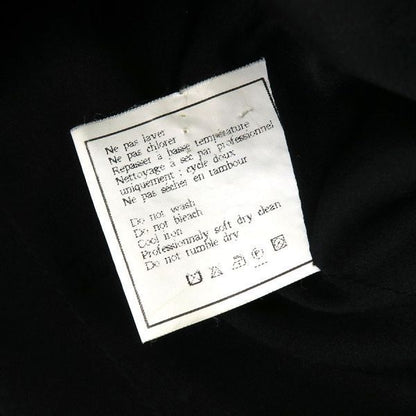 Ne pas laver
Ne pas chlorer
Repasser à basse température
Nettoyage à sec par professionnel
uniquement : cycle doux
Ne pas sécher en tambour
Do not wash
Do not bleach
Cool iron
Professionnaly soft dry clean
Do not tumble dry